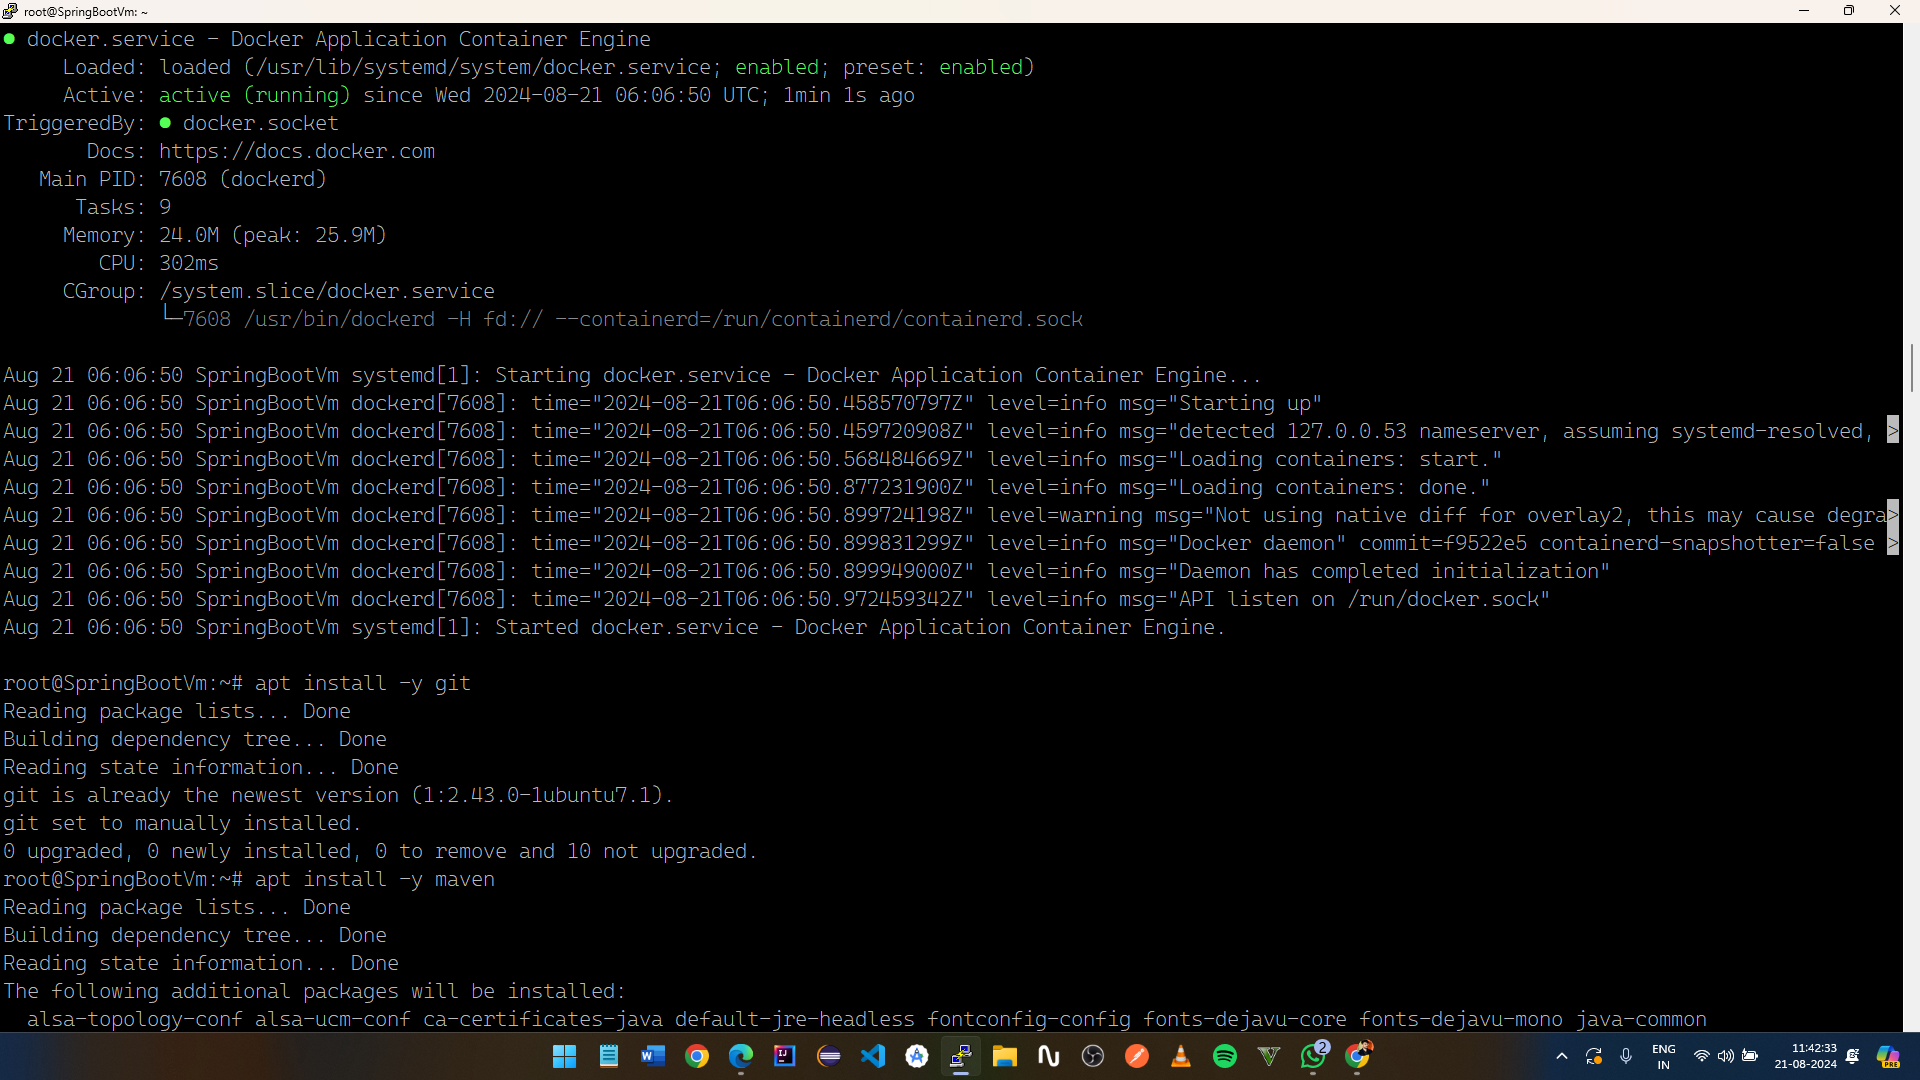 root@SpringBootVm: ~
● docker.service - Docker Application Container Engine
     Loaded: loaded (/usr/lib/systemd/system/docker.service; enabled; preset: enabled)
     Active: active (running) since Wed 2024-08-21 06:06:50 UTC; 1min 1s ago
TriggeredBy: ● docker.socket
       Docs: https://docs.docker.com
   Main PID: 7608 (dockerd)
      Tasks: 9
     Memory: 24.0M (peak: 25.9M)
        CPU: 302ms
     CGroup: /system.slice/docker.service
             └─7608 /usr/bin/dockerd -H fd:// --containerd=/run/containerd/containerd.sock
Aug 21 06:06:50 SpringBootVm systemd[1]: Starting docker.service - Docker Application Container Engine...
Aug 21 06:06:50 SpringBootVm dockerd[7608]: time="2024-08-21T06:06:50.458570797Z" level=info msg="Starting up"
Aug 21 06:06:50 SpringBootVm dockerd[7608]: time="2024-08-21T06:06:50.459720908Z" level=info msg="detected 127.0.0.53 nameserver, assuming systemd-resolved, >
Aug 21 06:06:50 SpringBootVm dockerd[7608]: time="2024-08-21T06:06:50.568484669Z" level=info msg="Loading containers: start."
Aug 21 06:06:50 SpringBootVm dockerd[7608]: time="2024-08-21T06:06:50.877231900Z" level=info msg="Loading containers: done."
Aug 21 06:06:50 SpringBootVm dockerd[7608]: time="2024-08-21T06:06:50.899724198Z" level=warning msg="Not using native diff for overlay2, this may cause degra>
Aug 21 06:06:50 SpringBootVm dockerd[7608]: time="2024-08-21T06:06:50.899831299Z" level=info msg="Docker daemon" commit=f9522e5 containerd-snapshotter=false >
Aug 21 06:06:50 SpringBootVm dockerd[7608]: time="2024-08-21T06:06:50.899949000Z" level=info msg="Daemon has completed initialization"
Aug 21 06:06:50 SpringBootVm dockerd[7608]: time="2024-08-21T06:06:50.972459342Z" level=info msg="API listen on /run/docker.sock"
Aug 21 06:06:50 SpringBootVm systemd[1]: Started docker.service - Docker Application Container Engine.
root@SpringBootVm:~# apt install -y git
Reading package lists... Done
Building dependency tree... Done
Reading state information... Done
git is already the newest version (1:2.43.0-1ubuntu7.1).
git set to manually installed.
0 upgraded, 0 newly installed, 0 to remove and 10 not upgraded.
root@SpringBootVm:~# apt install -y maven
Reading package lists... Done
Building dependency tree... Done
Reading state information... Done
The following additional packages will be installed:
  alsa-topology-conf alsa-ucm-conf ca-certificates-java default-jre-headless fontconfig-config fonts-dejavu-core fonts-dejavu-mono java-common
2
ENG
IN
11:42:33
21-08-2024
PRE